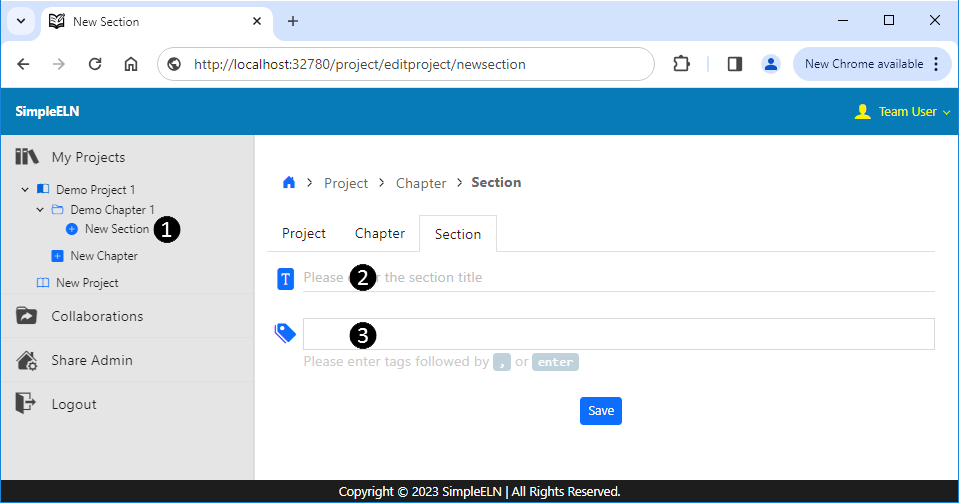 New Section
http://localhost:32780/project/editproject/newsection
New Chrome available
SimpleELN
Team User
My Projects
Demo Project 1
Demo Chapter 1
New Section 1
New Chapter
New Project
Collaborations
Share Admin
Logout
Project > Chapter > Section
Project Chapter Section
T Please 2 r the section title
3
Please enter tags followed by , or enter
Save
Copyright © 2023 SimpleELN | All Rights Reserved.